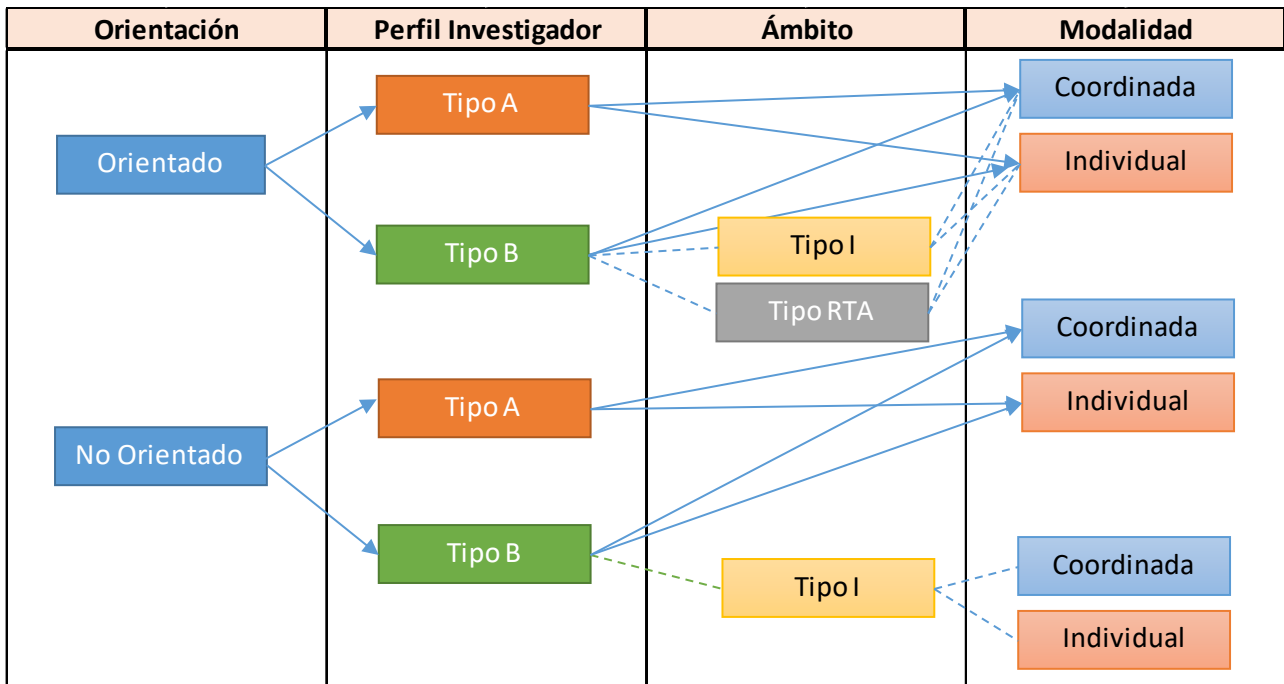 Orientación
Perfil Investigador
Ámbito
Modalidad
Tipo A
Coordinada
Orientado
Individual
Tipo B
Tipo I
Tipo RTA
Coordinada
Tipo A
Individual
No Orientado
Tipo B
Coordinada
Tipo I
Individual